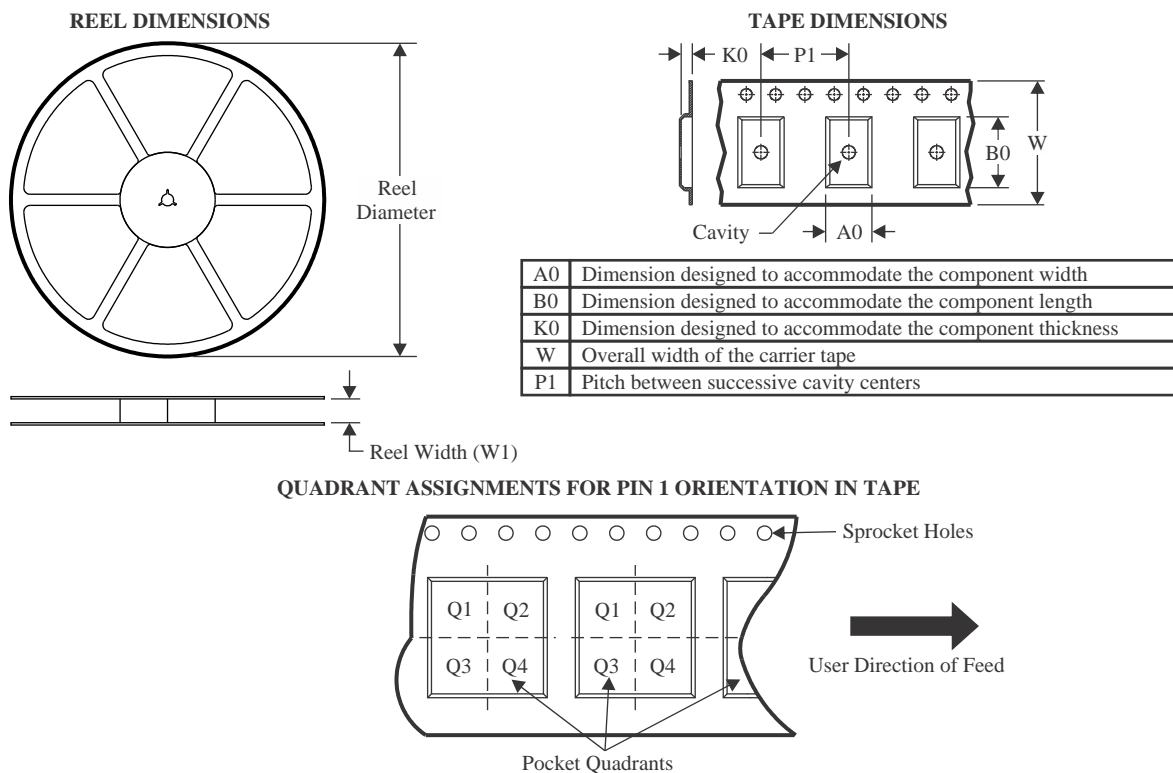 REEL DIMENSIONS
Reel
Diameter
Reel Width (W1)
TAPE DIMENSIONS
K0
P1
B0
W
Cavity
A0
A0 Dimension designed to accommodate the component width
B0 Dimension designed to accommodate the component length
K0 Dimension designed to accommodate the component thickness
W Overall width of the carrier tape
P1 Pitch between successive cavity centers
QUADRANT ASSIGNMENTS FOR PIN 1 ORIENTATION IN TAPE
Sprocket Holes
Q1 Q2 Q1 Q2
Q3 Q4 Q3 Q4
User Direction of Feed
Pocket Quadrants